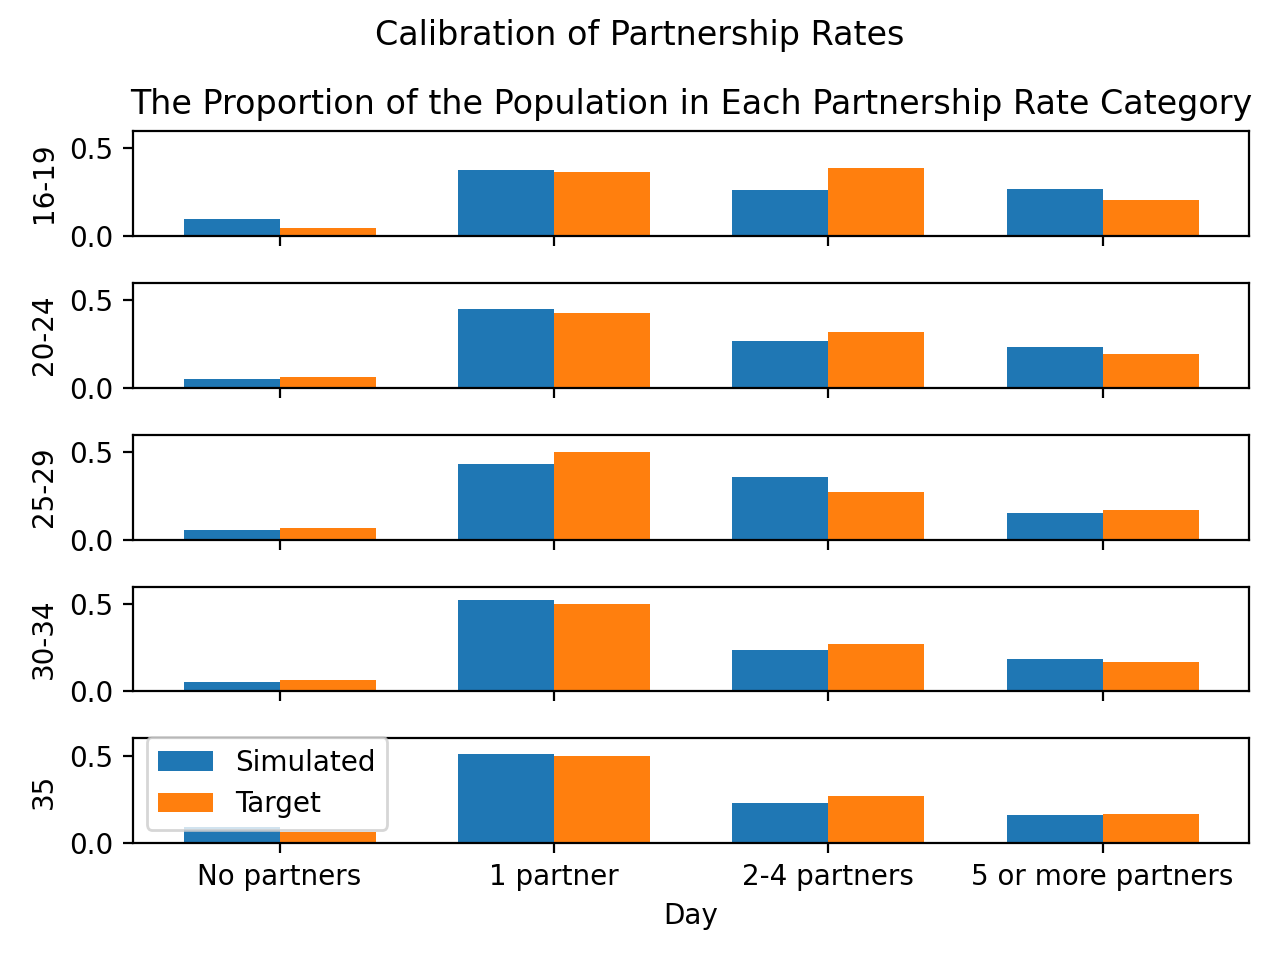 Calibration of Partnership Rates
The Proportion of the Population in Each Partnership Rate Category
0.5
16-19
0.0
0.5
20-24
0.0
0.5
25-29
0.0
0.5
30-34
0.0
0.5
35
0.0
Simulated
Target
No partners 1 partner 2-4 partners 5 or more partners
Day